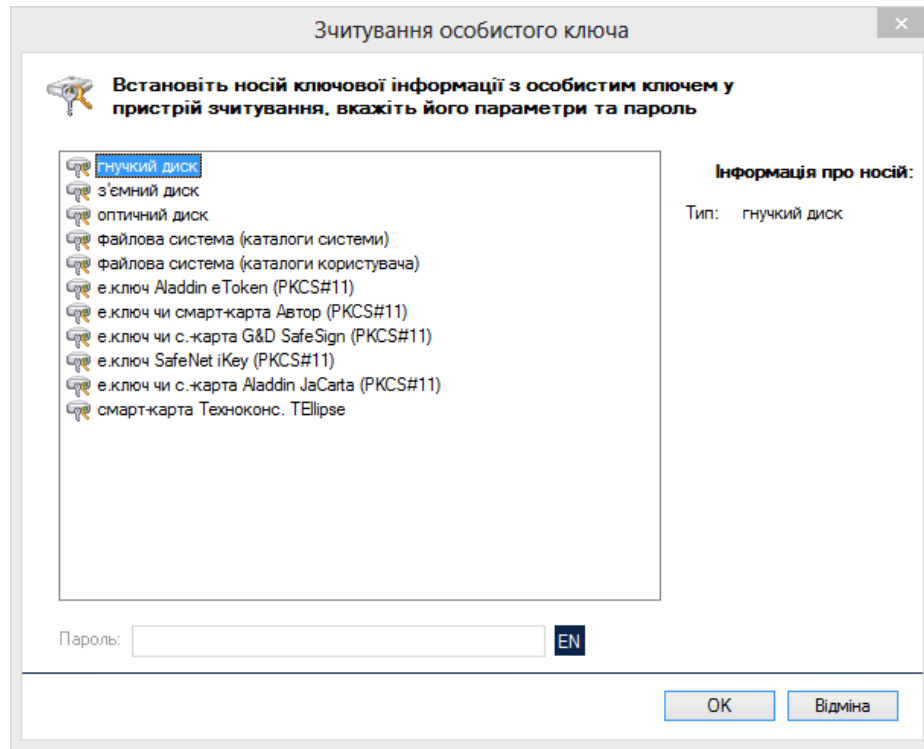 Зчитування особистого ключа
Встановіть носій ключової інформації з особистим ключем у
пристрій зчитування, вкажіть його параметри та пароль
гнучкий диск
з'ємний диск
оптичний диск
файлова система (каталоги системи)
файлова система (каталоги користувача)
е.ключ Aladdin eToken (PKCS#11)
е.ключ чи смарт-карта Автор (PKCS#11)
е.ключ чи с.-карта G&D SafeSign (PKCS#11)
е.ключ SafeNet iKey (PKCS#11)
е.ключ чи с.-карта Aladdin JaCarta (PKCS#11)
смарт-карта Техноконс. TEllipse
Інформація про носій:
Тип: гнучкий диск
Пароль:
EN
OK
Відміна